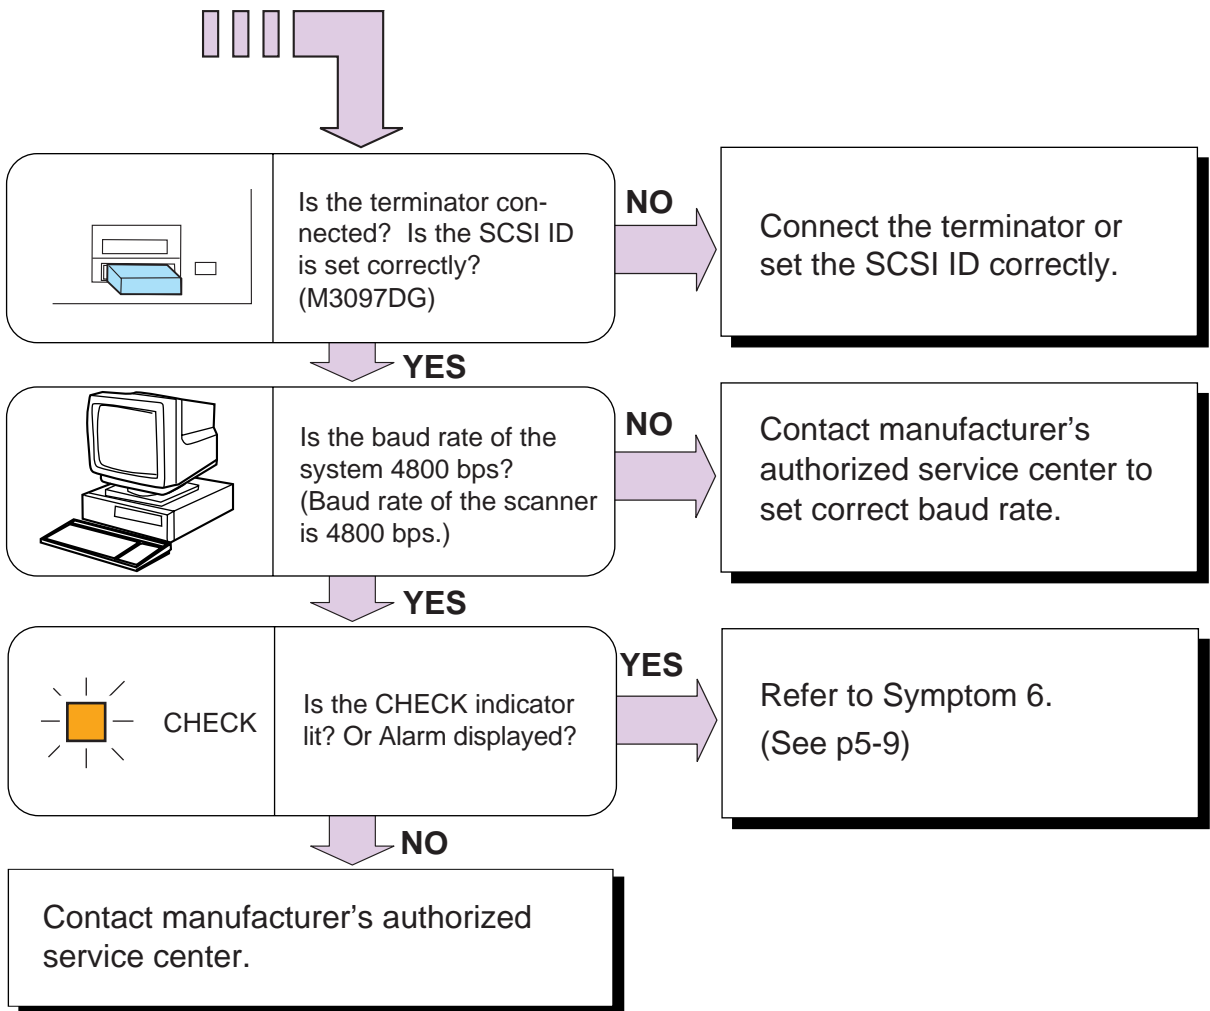 Is the terminator con-
nected?  Is the SCSI ID
is set correctly?
(M3097DG)
NO
Connect the terminator or
set the SCSI ID correctly.
YES
Is the baud rate of the
system 4800 bps?
(Baud rate of the scanner
is 4800 bps.)
NO
Contact manufacturer’s
authorized service center to
set correct baud rate.
YES
CHECK
Is the CHECK indicator
lit? Or Alarm displayed?
YES
Refer to Symptom 6.
(See p5-9)
NO
Contact manufacturer’s authorized
service center.